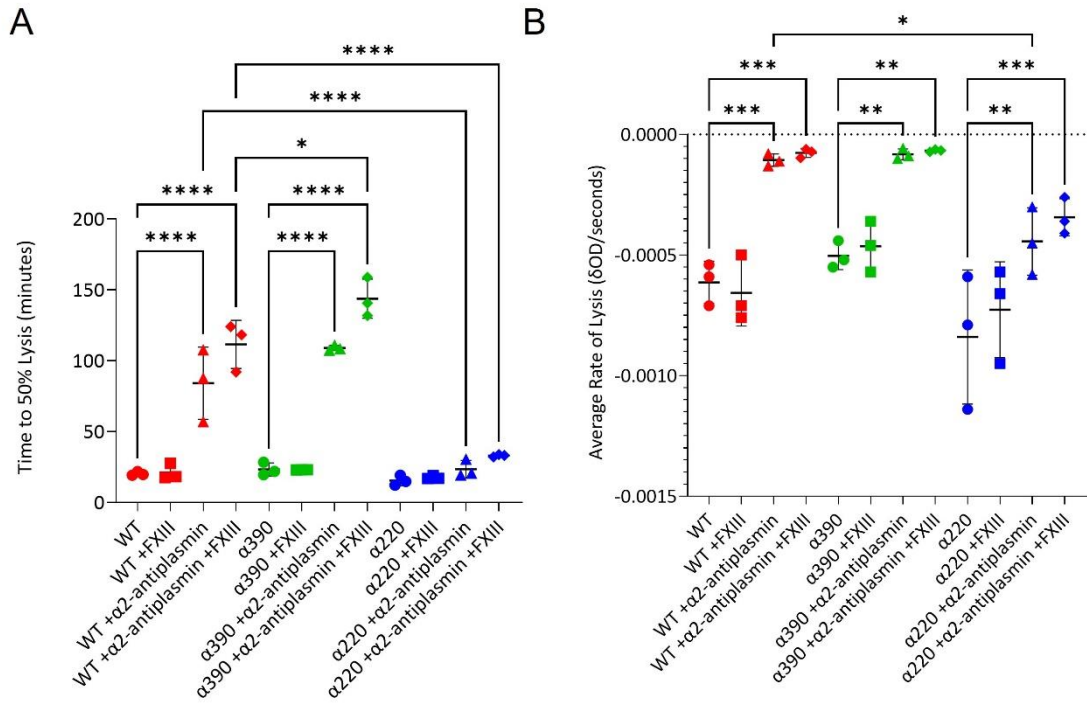 A
****
****
*
****
****
****
****
Time to 50% Lysis (minutes)
200
150
100
50
0
WT
WT +FXIII
WT +α2-antiplasmin
WT +α2-antiplasmin +FXIII
α390
α390 +FXIII
α390 +α2-antiplasmin
α390 +α2-antiplasmin +FXIII
α220
α220 +FXIII
α220 +α2-antiplasmin
α220 +α2-antiplasmin +FXIII
B
*
***
**
***
***
**
**
Average Rate of Lysis (δOD/seconds)
0.0000
-0.0005
-0.0010
-0.0015
WT
WT +FXIII
WT +α2-antiplasmin
WT +α2-antiplasmin +FXIII
α390
α390 +FXIII
α390 +α2-antiplasmin
α390 +α2-antiplasmin +FXIII
α220
α220 +FXIII
α220 +α2-antiplasmin
α220 +α2-antiplasmin +FXIII